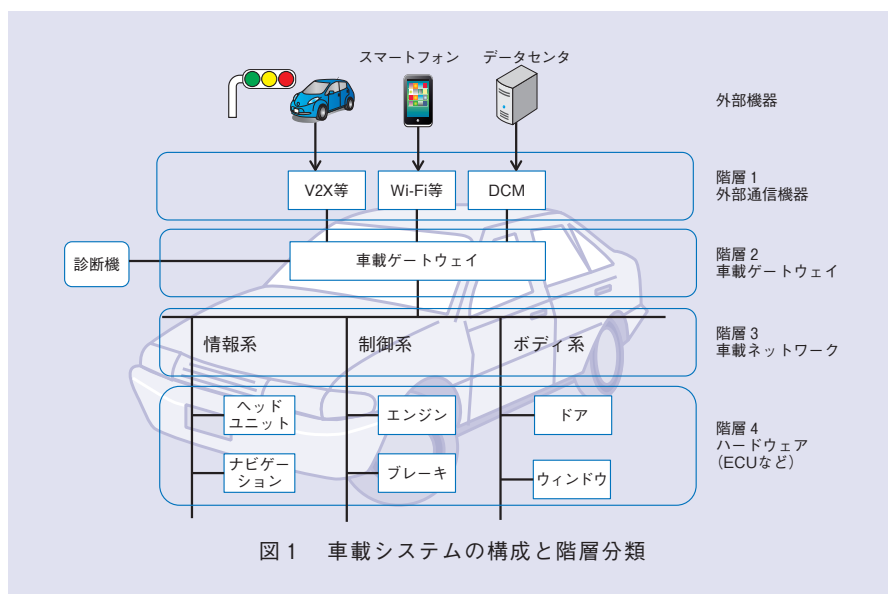 スマートフォン
データセンタ
外部機器
V2X等
Wi-Fi等
DCM
階層1
外部通信機器
診断機
車載ゲートウェイ
階層2
車載ゲートウェイ
情報系
制御系
ボディ系
階層3
車載ネットワーク
ヘッド
ユニット
エンジン
ドア
ナビゲー
ション
ブレーキ
ウィンドウ
階層4
ハードウェア
(ECUなど)
図1 車載システムの構成と階層分類